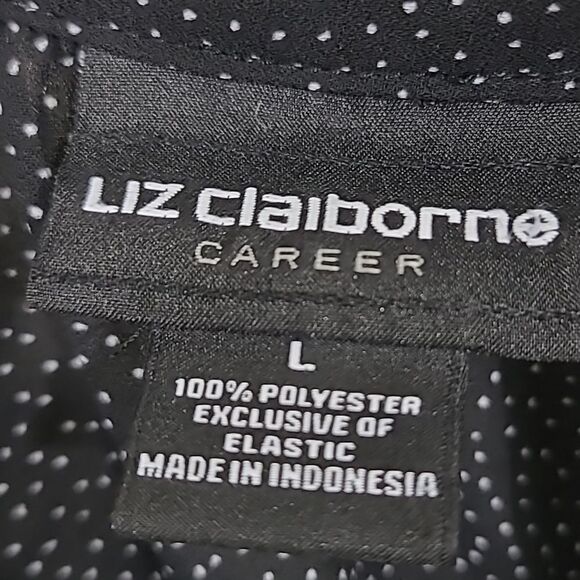 LIZ claiborne
CAREER
L
100% POLYESTER
EXCLUSIVE OF
ELASTIC
MADE IN INDONESIA